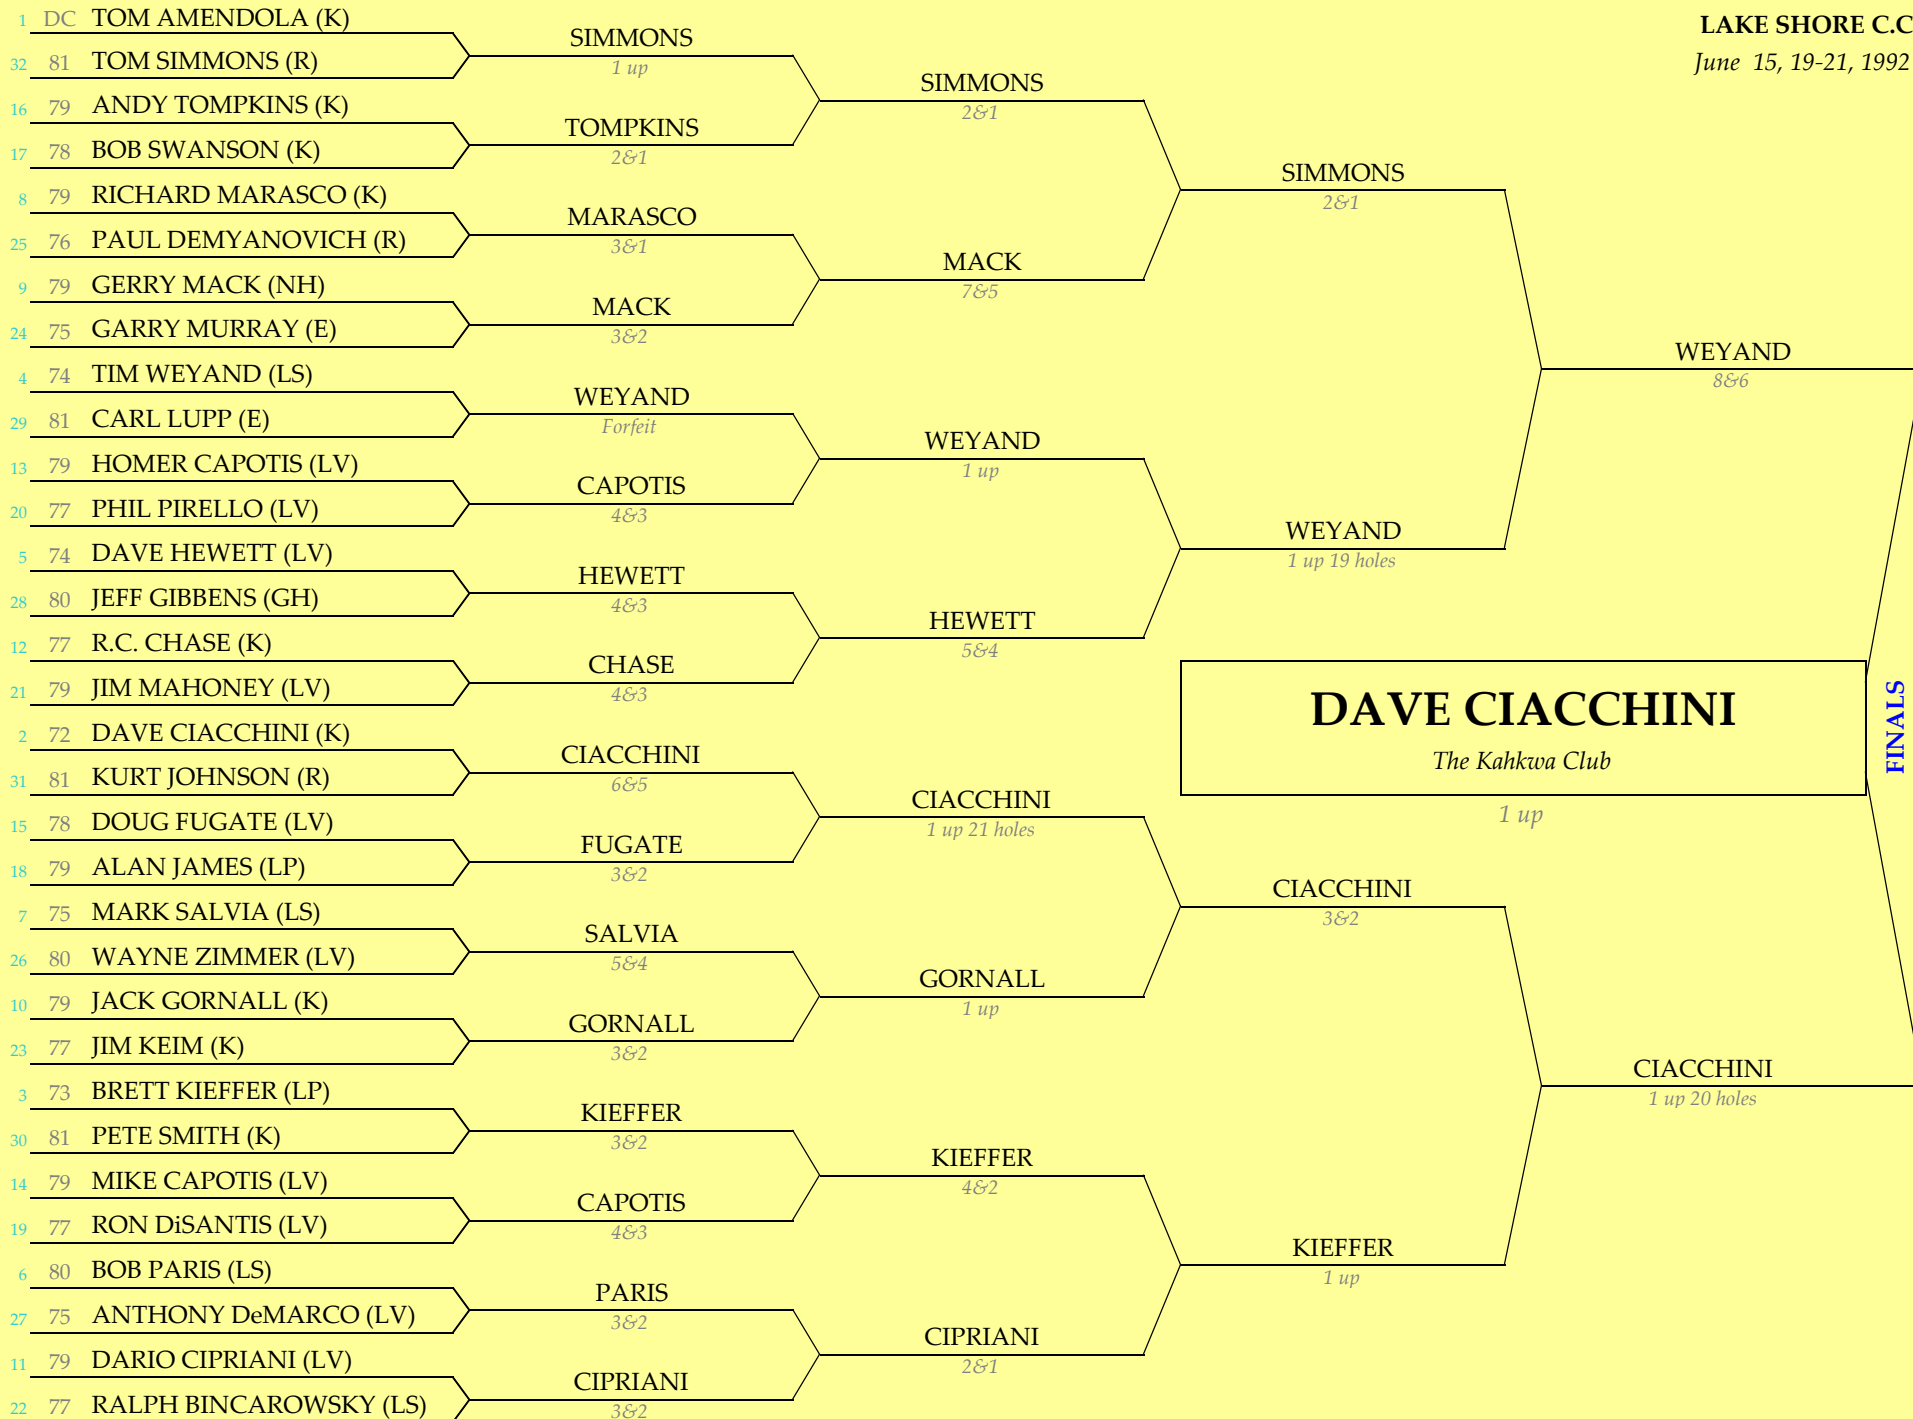 LAKE SHORE C.C
June 15, 19-21, 1992
1 DC TOM AMENDOLA (K)
32 81 TOM SIMMONS (R)
16 79 ANDY TOMPKINS (K)
17 78 BOB SWANSON (K)
8 79 RICHARD MARASCO (K)
25 76 PAUL DEMYANOVICH (R)
9 79 GERRY MACK (NH)
24 75 GARRY MURRAY (E)
4 74 TIM WEYAND (LS)
29 81 CARL LUPP (E)
13 79 HOMER CAPOTIS (LV)
20 77 PHIL PIRELLO (LV)
5 74 DAVE HEWETT (LV)
28 80 JEFF GIBBENS (GH)
12 77 R.C. CHASE (K)
21 79 JIM MAHONEY (LV)
2 72 DAVE CIACCHINI (K)
31 81 KURT JOHNSON (R)
15 78 DOUG FUGATE (LV)
18 79 ALAN JAMES (LP)
7 75 MARK SALVIA (LS)
26 80 WAYNE ZIMMER (LV)
10 79 JACK GORNALL (K)
23 77 JIM KEIM (K)
3 73 BRETT KIEFFER (LP)
30 81 PETE SMITH (K)
14 79 MIKE CAPOTIS (LV)
19 77 RON DiSANTIS (LV)
6 80 BOB PARIS (LS)
27 75 ANTHONY DeMARCO (LV)
11 79 DARIO CIPRIANI (LV)
22 77 RALPH BINCAROWSKY (LS)
SIMMONS
1 up
TOMPKINS
2&1
MARASCO
3&1
MACK
3&2
WEYAND
Forfeit
CAPOTIS
4&3
HEWETT
4&3
CHASE
4&3
CIACCHINI
6&5
FUGATE
3&2
SALVIA
5&4
GORNALL
3&2
KIEFFER
3&2
CAPOTIS
4&3
PARIS
3&2
CIPRIANI
3&2
SIMMONS
2&1
MACK
7&5
WEYAND
1 up
HEWETT
5&4
CIACCHINI
1 up 21 holes
GORNALL
1 up
KIEFFER
4&2
CIPRIANI
2&1
SIMMONS
2&1
WEYAND
1 up 19 holes
CIACCHINI
3&2
KIEFFER
1 up
WEYAND
8&6
CIACCHINI
1 up 20 holes
DAVE CIACCHINI
The Kahkwa Club
1 up
FINALS